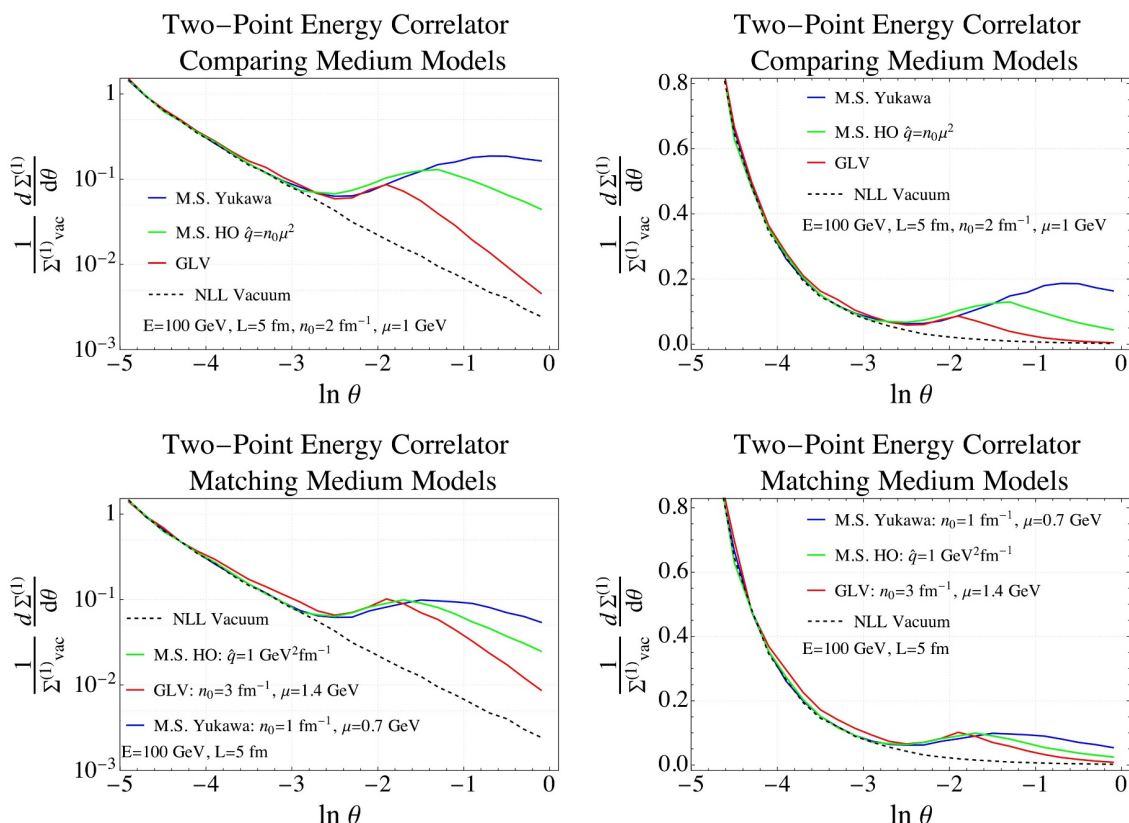 Two−Point Energy Correlator
Comparing Medium Models
1
10⁻¹
10⁻²
10⁻³
1/Σ⁽¹⁾vac dΣ⁽¹⁾/dθ
M.S. Yukawa
M.S. HO q̂=n₀μ²
GLV
NLL Vacuum
E=100 GeV, L=5 fm, n₀=2 fm⁻¹, μ=1 GeV
−5 −4 −3 −2 −1 0
ln θ
Two−Point Energy Correlator
Comparing Medium Models
0.8
0.6
0.4
0.2
0.0
1/Σ⁽¹⁾vac dΣ⁽¹⁾/dθ
M.S. Yukawa
M.S. HO q̂=n₀μ²
GLV
NLL Vacuum
E=100 GeV, L=5 fm, n₀=2 fm⁻¹, μ=1 GeV
−5 −4 −3 −2 −1 0
ln θ
Two−Point Energy Correlator
Matching Medium Models
1
10⁻¹
10⁻²
10⁻³
1/Σ⁽¹⁾vac dΣ⁽¹⁾/dθ
NLL Vacuum
M.S. HO: q̂=1 GeV²fm⁻¹
GLV: n₀=3 fm⁻¹, μ=1.4 GeV
M.S. Yukawa: n₀=1 fm⁻¹, μ=0.7 GeV
E=100 GeV, L=5 fm
−5 −4 −3 −2 −1 0
ln θ
Two−Point Energy Correlator
Matching Medium Models
0.8
0.6
0.4
0.2
0.0
1/Σ⁽¹⁾vac dΣ⁽¹⁾/dθ
M.S. Yukawa: n₀=1 fm⁻¹, μ=0.7 GeV
M.S. HO: q̂=1 GeV²fm⁻¹
GLV: n₀=3 fm⁻¹, μ=1.4 GeV
NLL Vacuum
E=100 GeV, L=5 fm
−5 −4 −3 −2 −1 0
ln θ